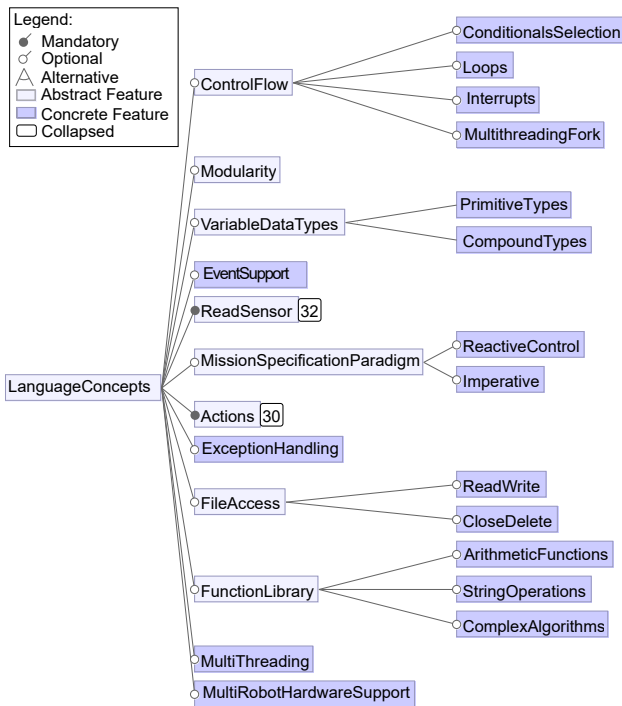 Legend:
Mandatory
Optional
Alternative
Abstract Feature
Concrete Feature
Collapsed
LanguageConcepts
ControlFlow
ConditionalsSelection
Loops
Interrupts
MultithreadingFork
Modularity
VariableDataTypes
PrimitiveTypes
CompoundTypes
EventSupport
ReadSensor 32
MissionSpecificationParadigm
ReactiveControl
Imperative
Actions 30
ExceptionHandling
FileAccess
ReadWrite
CloseDelete
FunctionLibrary
ArithmeticFunctions
StringOperations
ComplexAlgorithms
MultiThreading
MultiRobotHardwareSupport